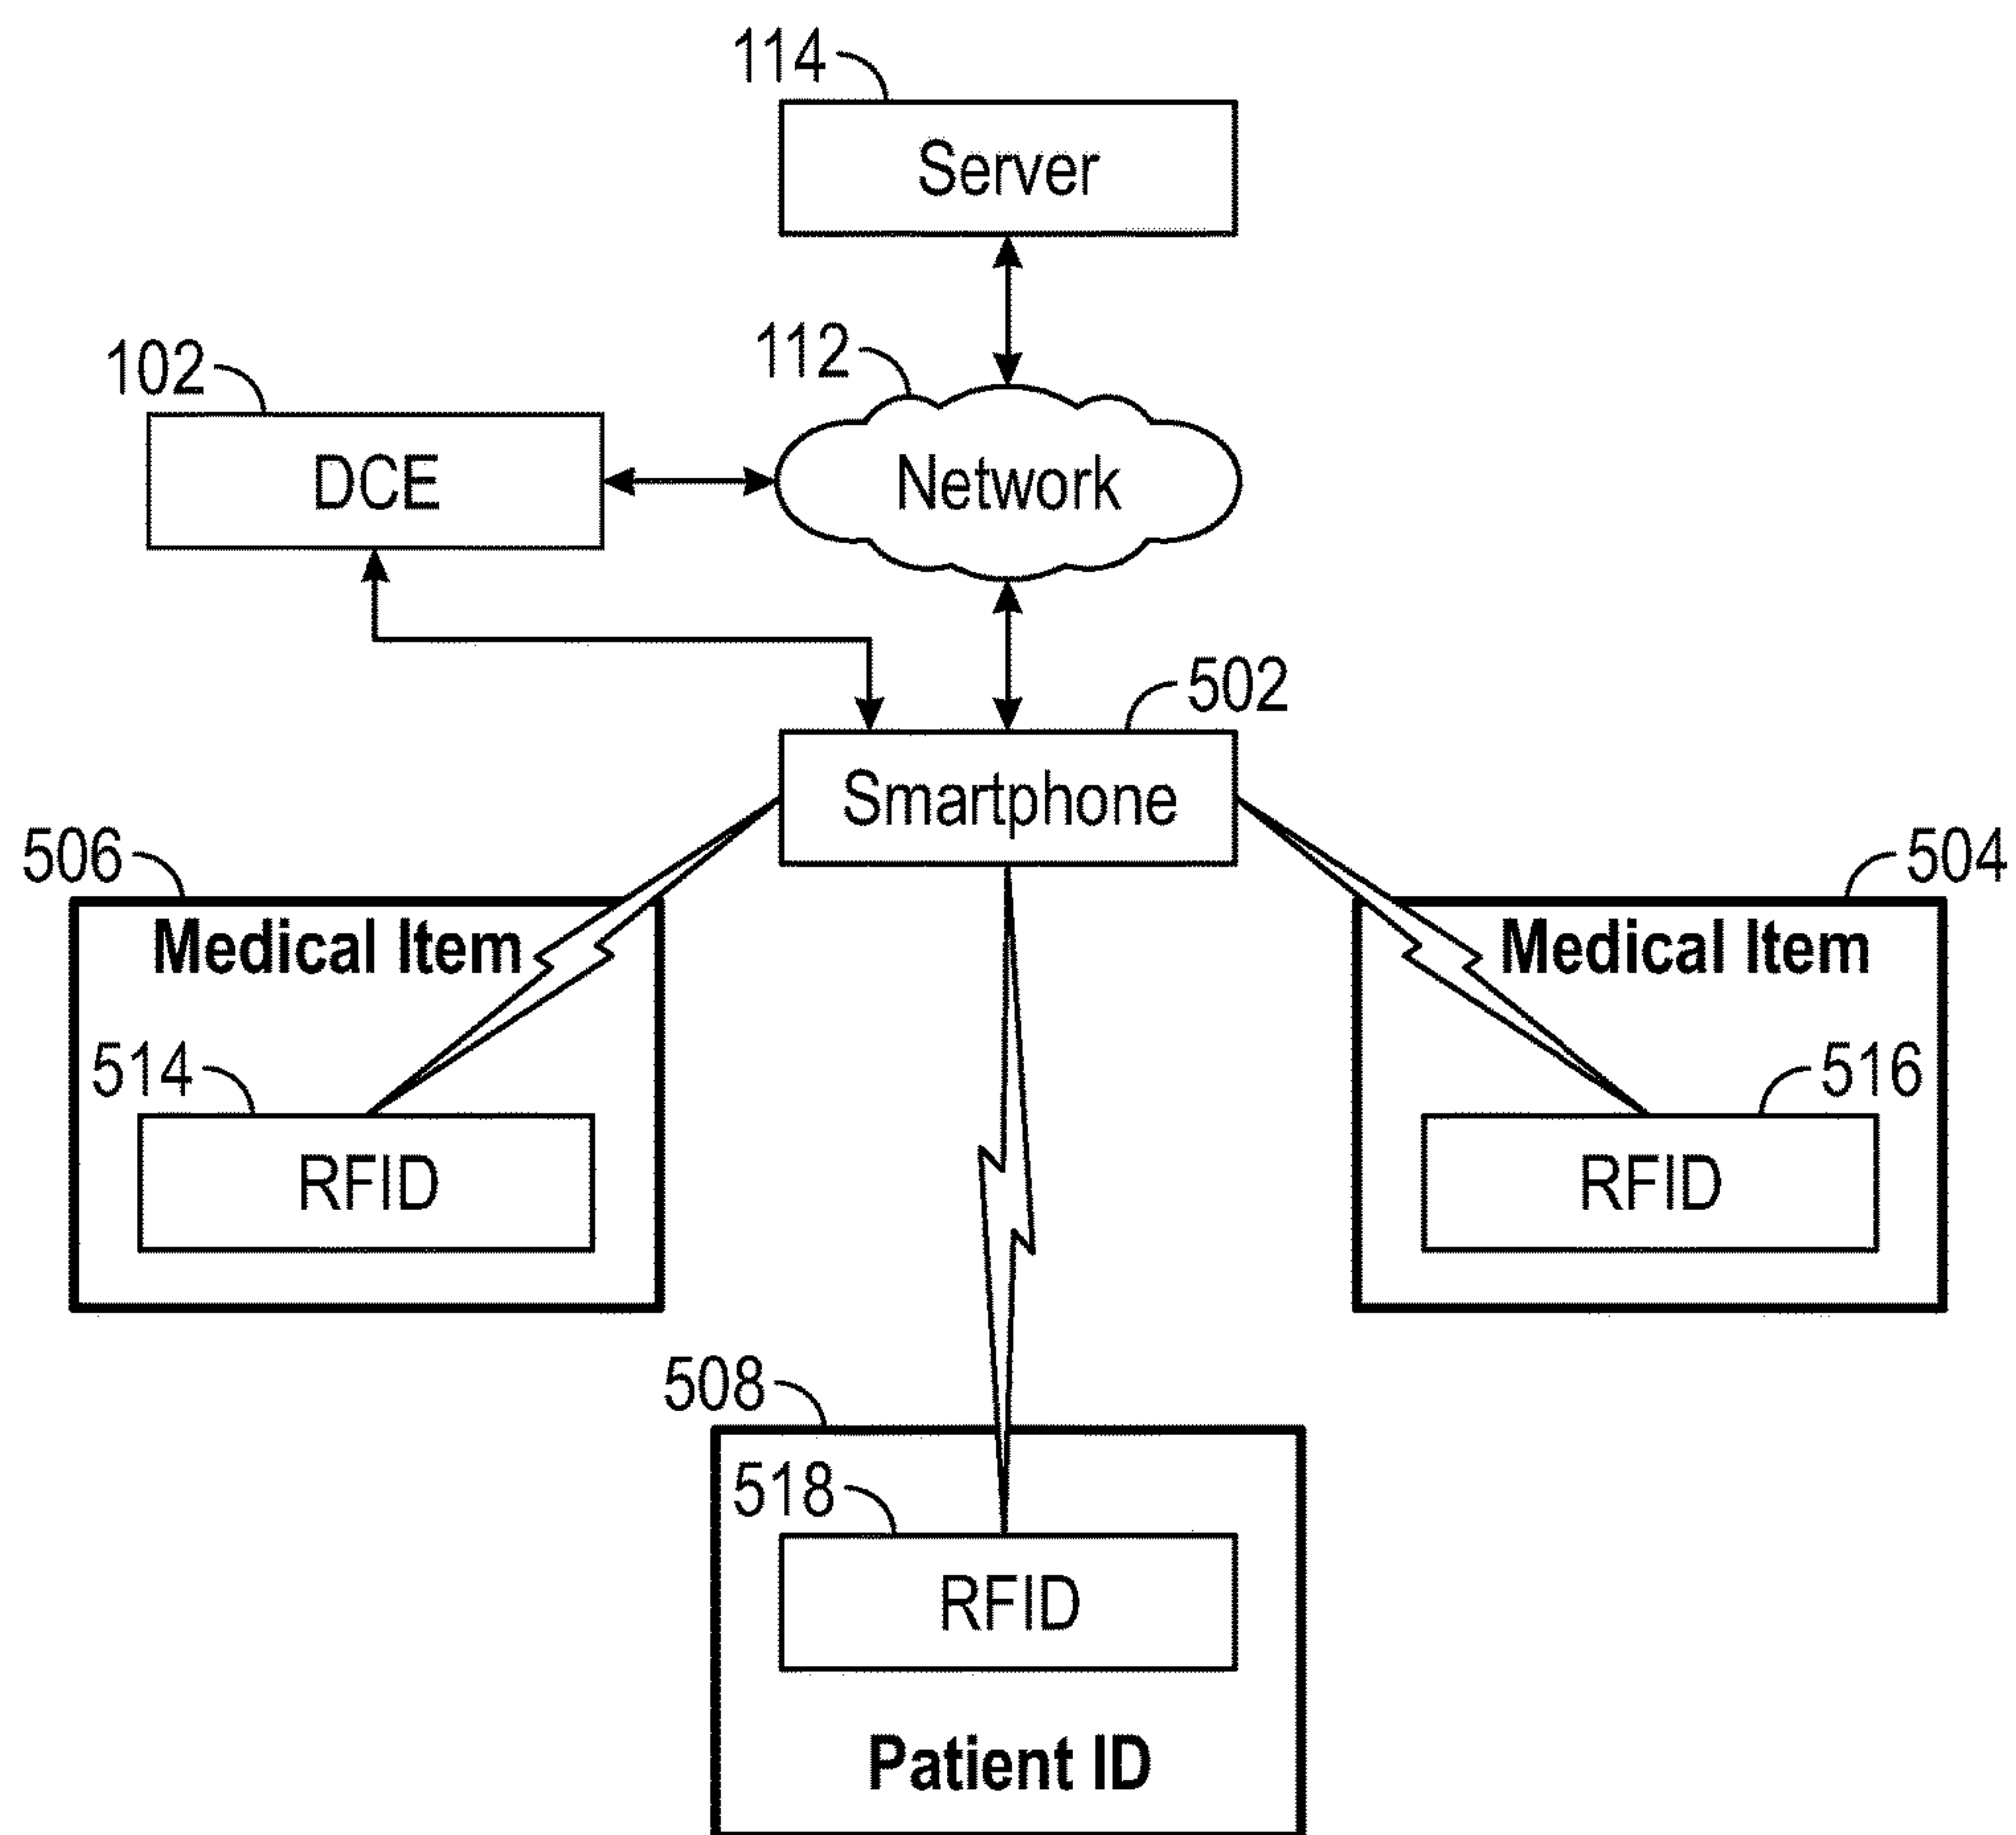 114
Server
112
102
DCE
Network
502
Smartphone
506
504
Medical Item
Medical Item
514
516
RFID
RFID
508
518
RFID
Patient ID